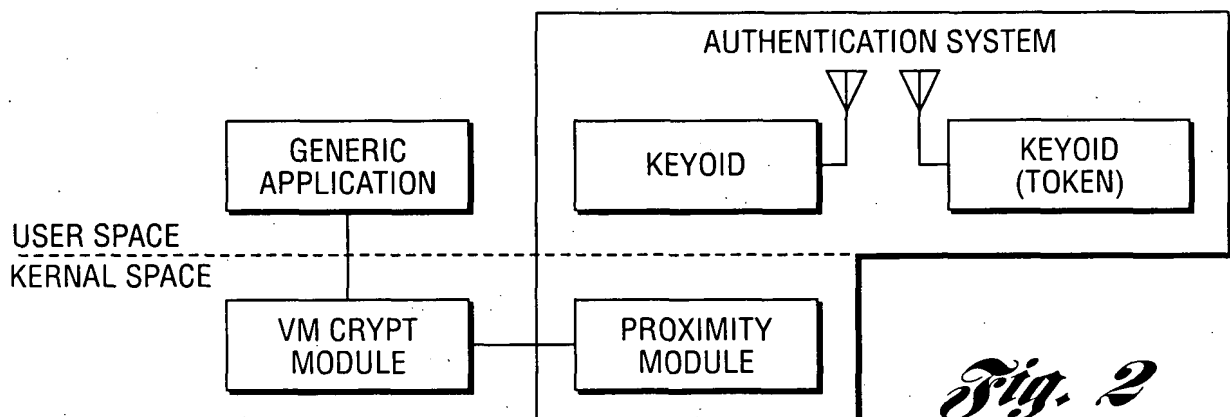 AUTHENTICATION SYSTEM
GENERIC
APPLICATION
KEYOID
KEYOID
(TOKEN)
USER SPACE
KERNAL SPACE
VM CRYPT
MODULE
PROXIMITY
MODULE
Fig. 2